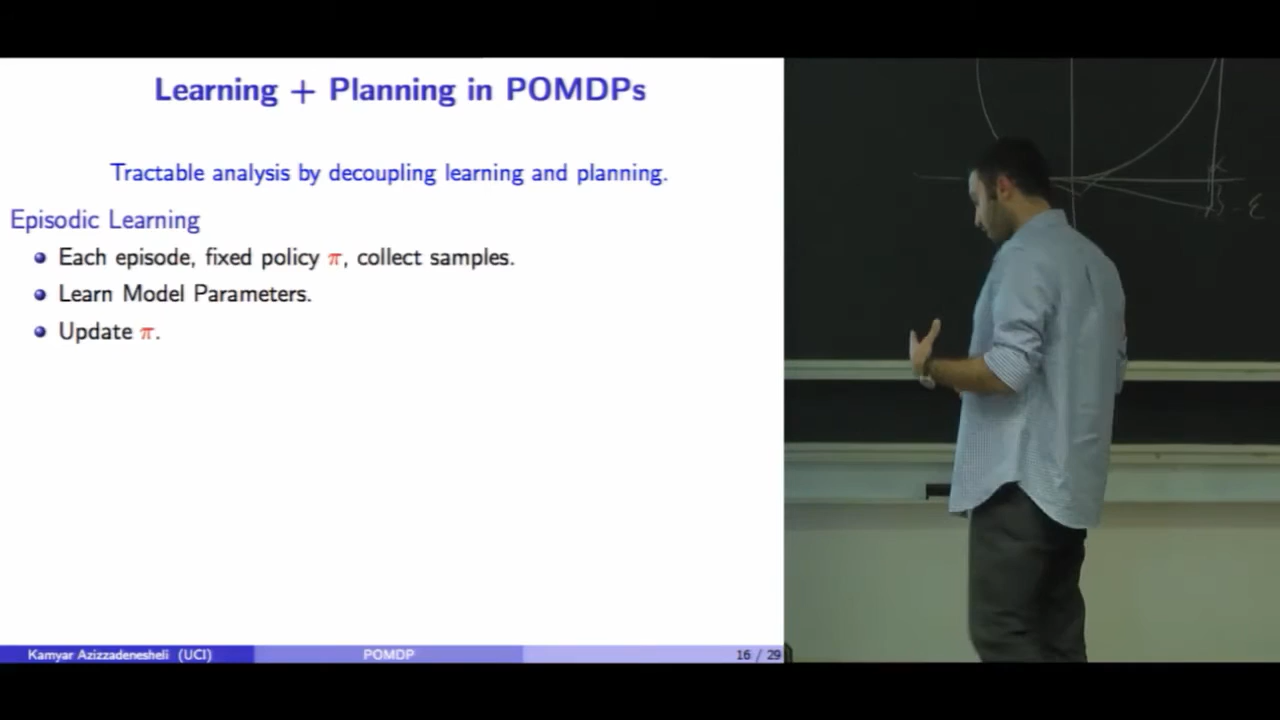 Learning + Planning in POMDPs
Tractable analysis by decoupling learning and planning.
Episodic Learning
Each episode, fixed policy π, collect samples.
Learn Model Parameters.
Update π.
Kamyar Azizzadenesheli (UCI)
POMDP
16 / 29